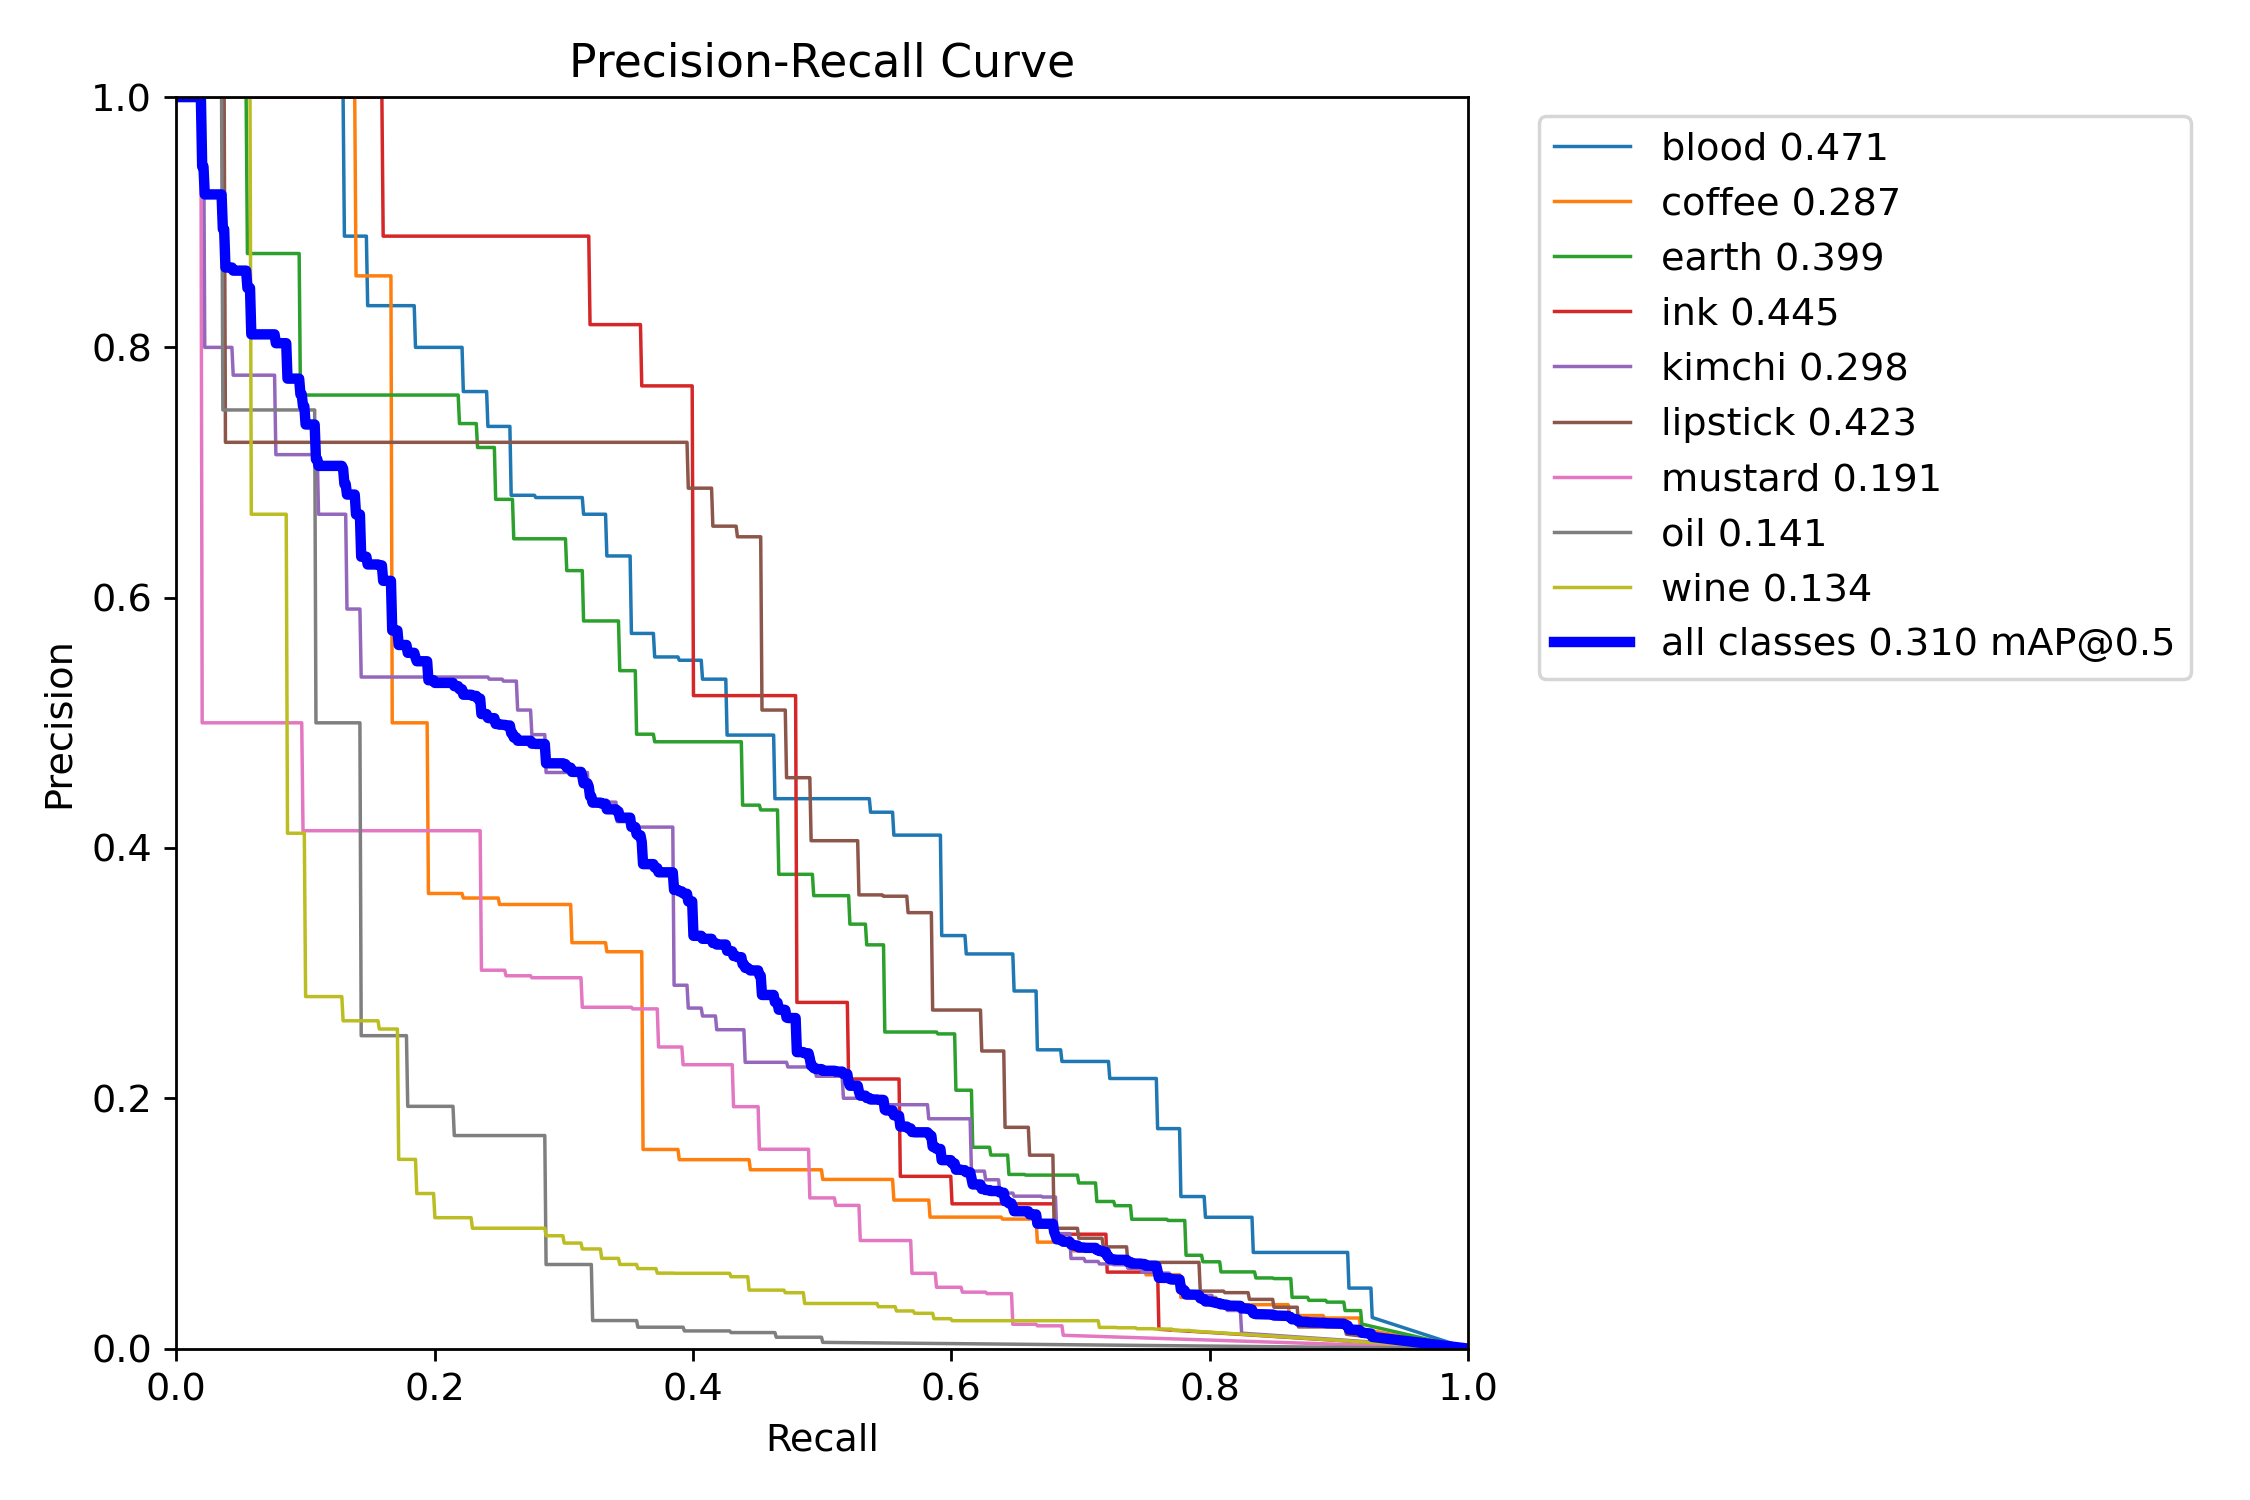 Precision-Recall Curve
1.0
0.8
0.6
0.4
0.2
0.0
Precision
0.0 0.2 0.4 0.6 0.8 1.0
Recall
blood 0.471
coffee 0.287
earth 0.399
ink 0.445
kimchi 0.298
lipstick 0.423
mustard 0.191
oil 0.141
wine 0.134
all classes 0.310 mAP@0.5